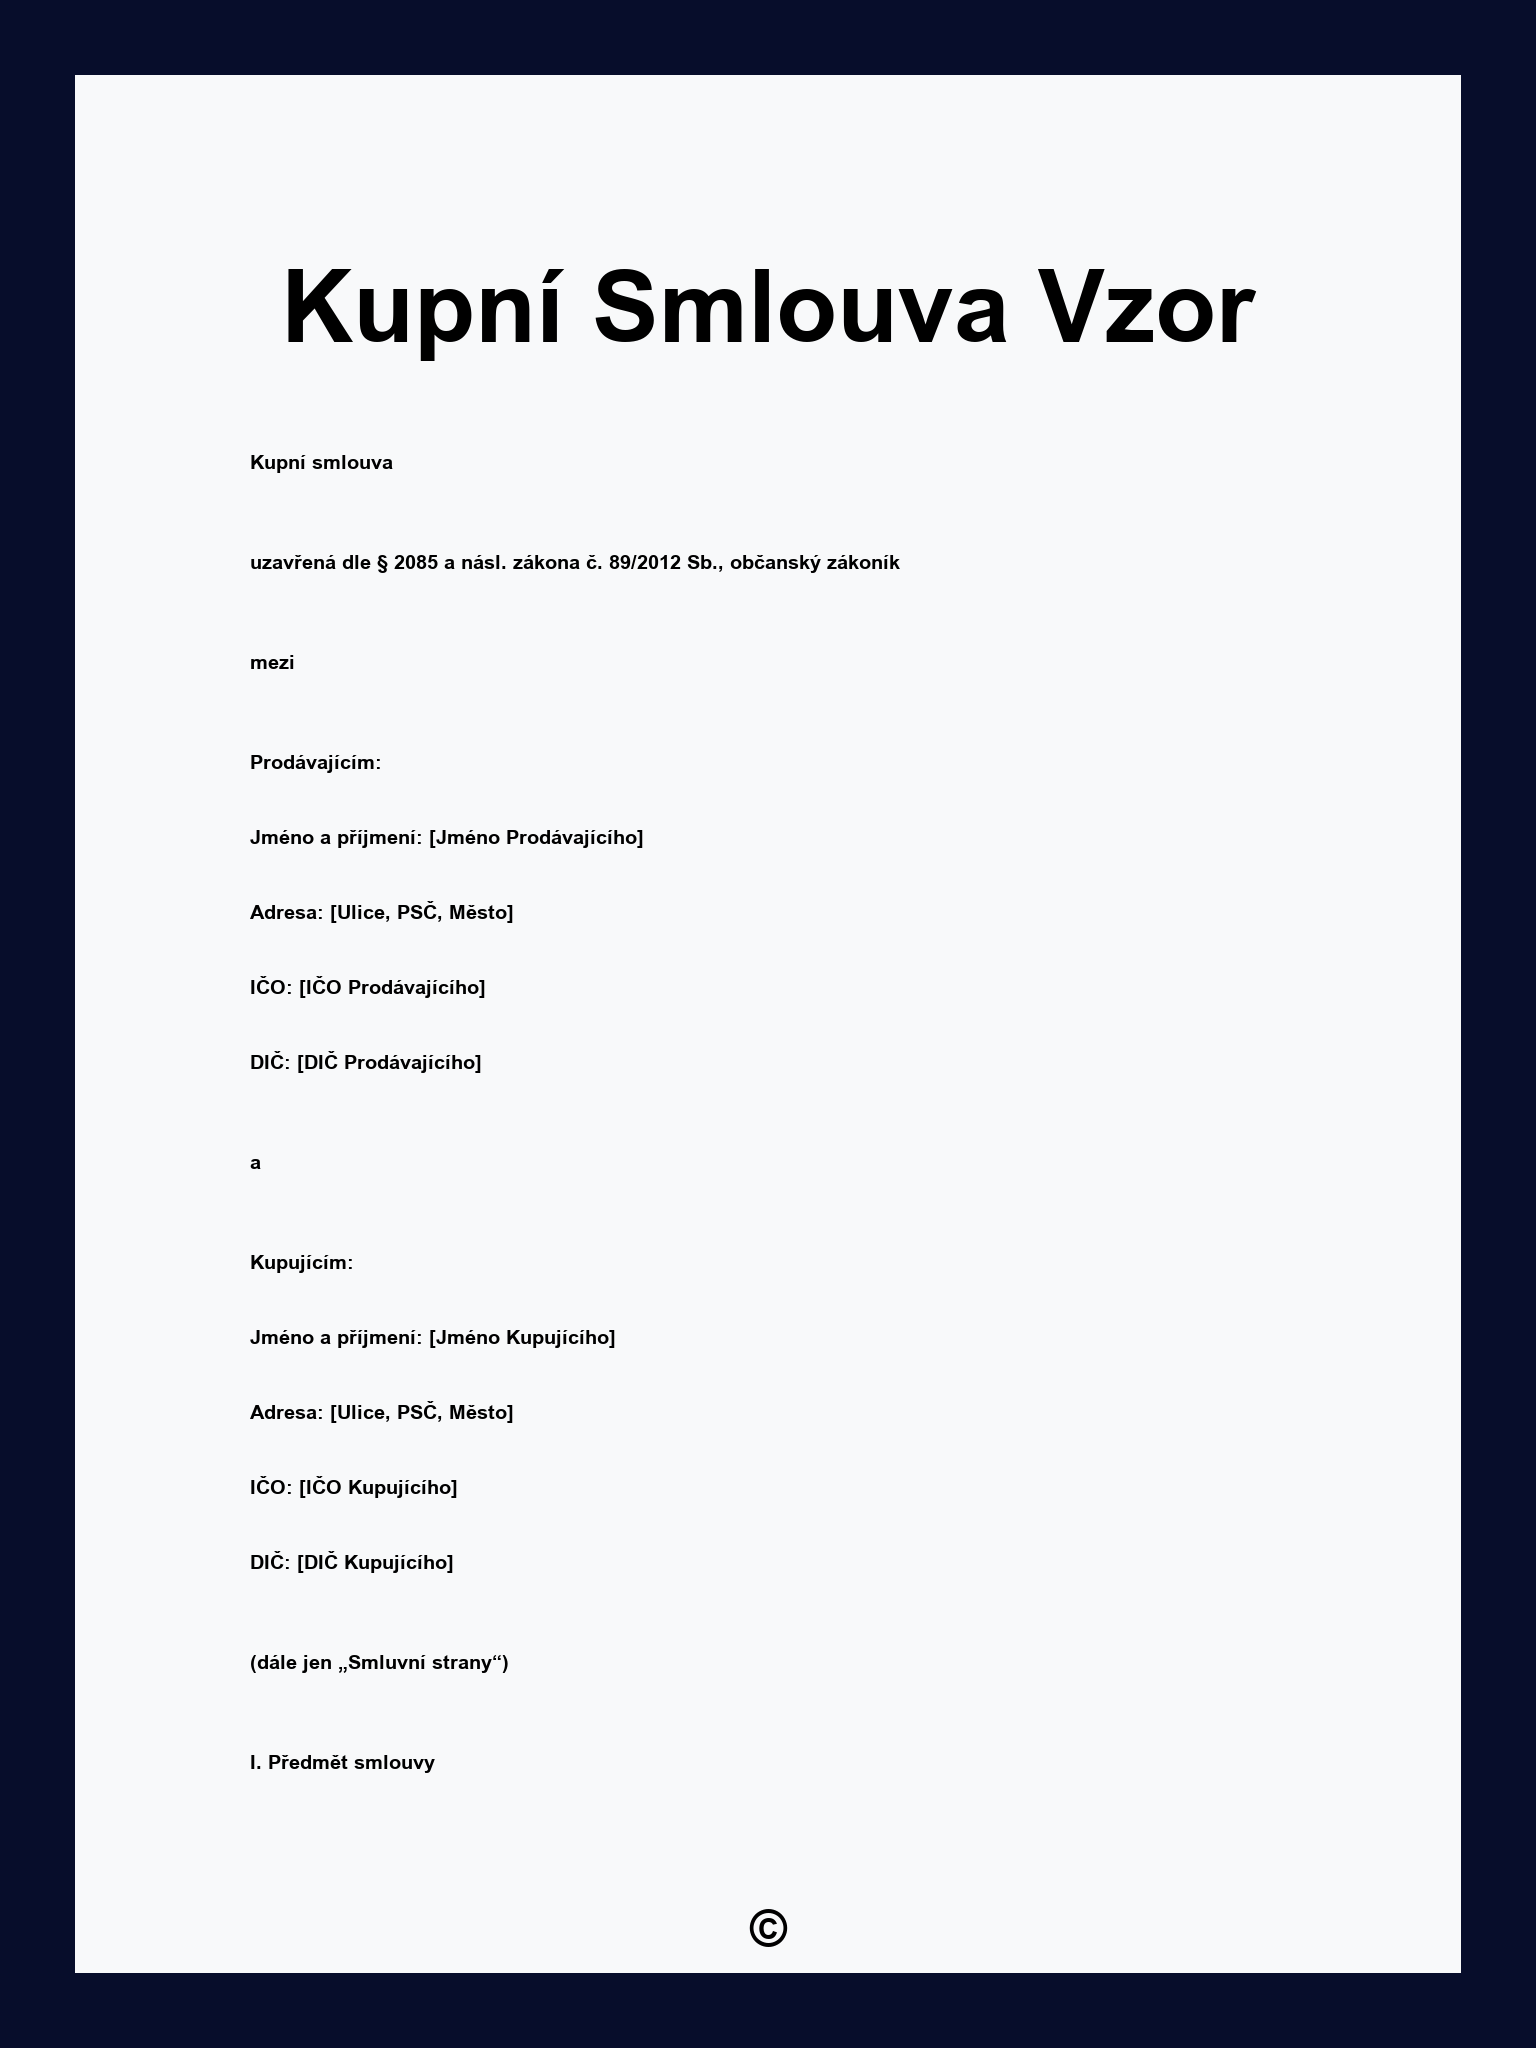 Kupní Smlouva Vzor
Kupní smlouva
uzavřená dle § 2085 a násl. zákona č. 89/2012 Sb., občanský zákoník
mezi
Prodávajícím:
Jméno a příjmení: [Jméno Prodávajícího]
Adresa: [Ulice, PSČ, Město]
IČO: [IČO Prodávajícího]
DIČ: [DIČ Prodávajícího]
a
Kupujícím:
Jméno a příjmení: [Jméno Kupujícího]
Adresa: [Ulice, PSČ, Město]
IČO: [IČO Kupujícího]
DIČ: [DIČ Kupujícího]
(dále jen „Smluvní strany“)
I. Předmět smlouvy
©